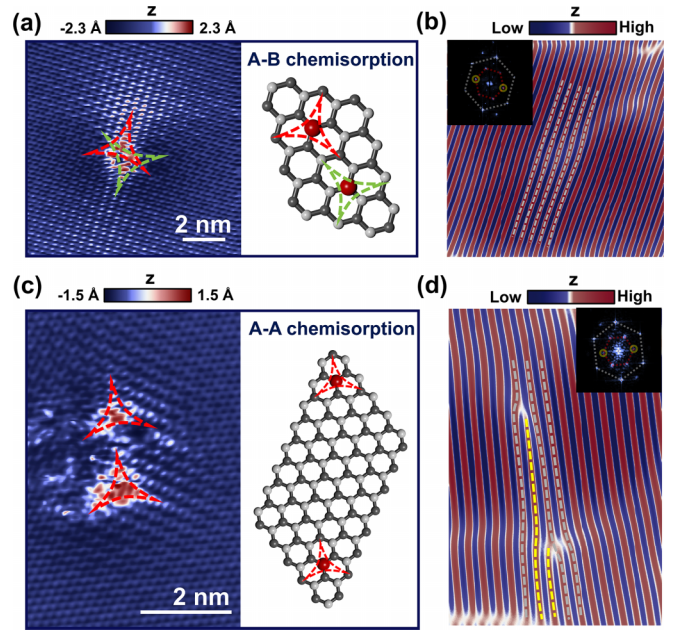 (a)
z
-2.3 Å 2.3 Å
A-B chemisorption
2 nm
(b)
z
Low High
(c)
z
-1.5 Å 1.5 Å
A-A chemisorption
2 nm
(d)
z
Low High